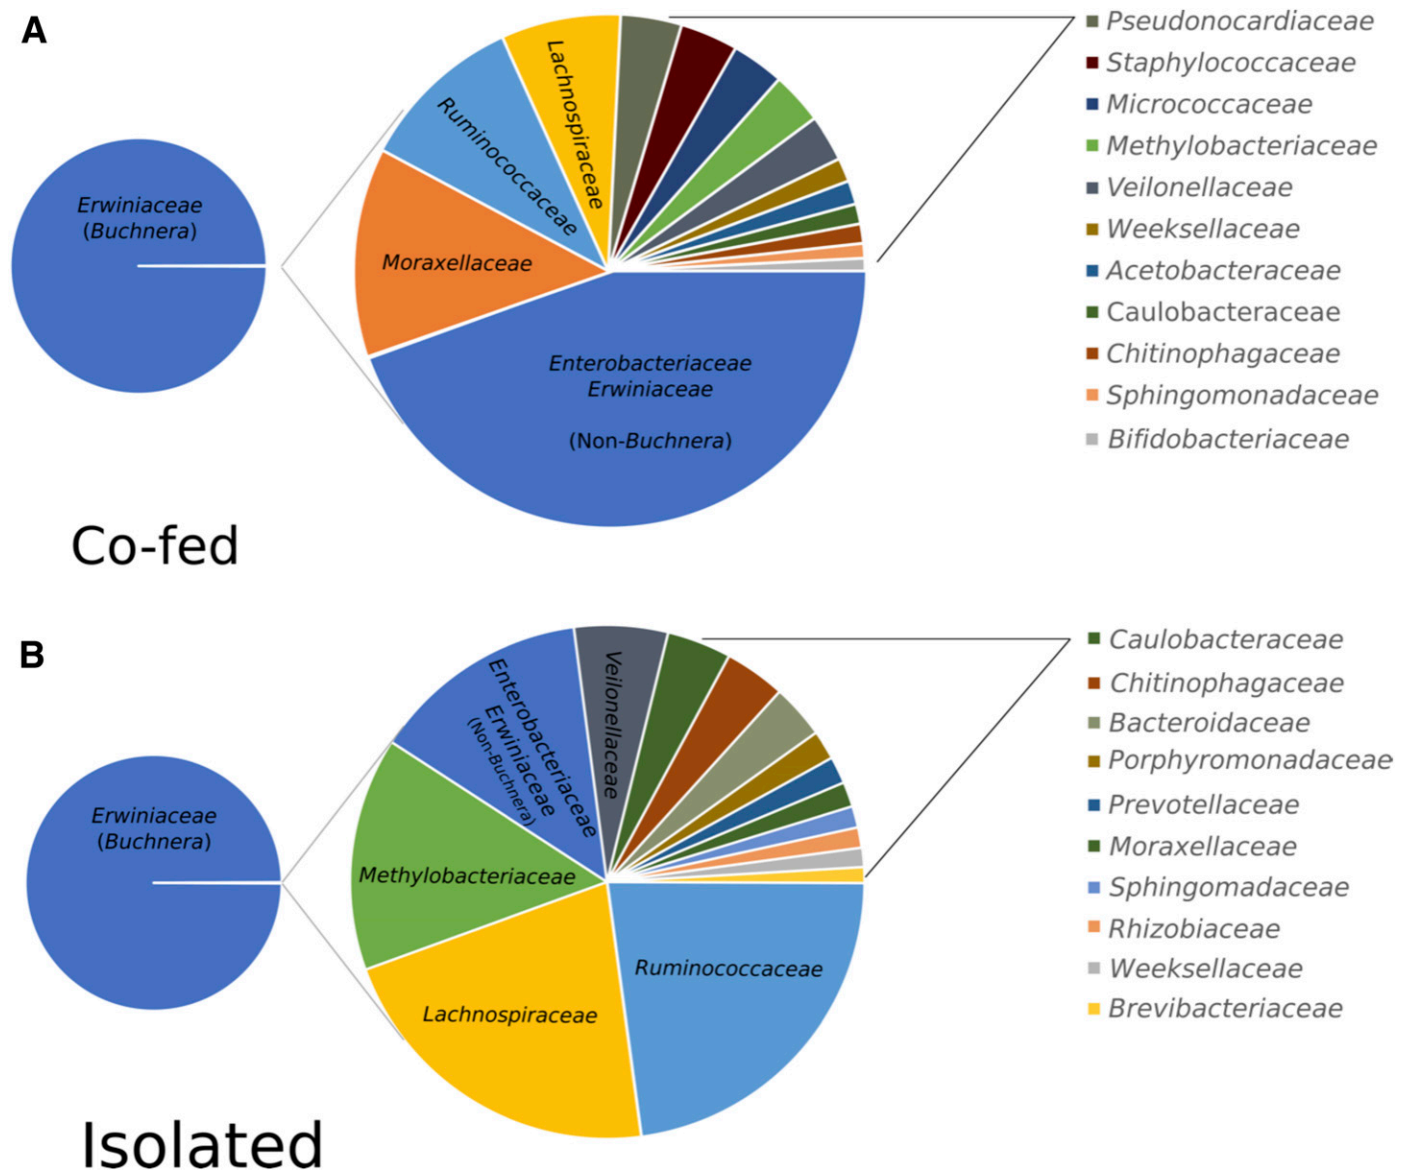 A
Erwiniaceae
(Buchnera)
Moraxellaceae
Ruminococcaceae
Lachnospiraceae
Enterobacteriaceae
Erwiniaceae
(Non-Buchnera)
Pseudonocardiaceae
Staphylococcaceae
Micrococcaceae
Methylobacteriaceae
Veilonellaceae
Weeksellaceae
Acetobacteraceae
Caulobacteraceae
Chitinophagaceae
Sphingomonadaceae
Bifidobacteriaceae
Co-fed
B
Erwiniaceae
(Buchnera)
Enterobacteriaceae
Erwiniaceae
(Non-Buchnera)
Veilonellaceae
Methylobacteriaceae
Lachnospiraceae
Ruminococcaceae
Caulobacteraceae
Chitinophagaceae
Bacteroidaceae
Porphyromonadaceae
Prevotellaceae
Moraxellaceae
Sphingomadaceae
Rhizobiaceae
Weeksellaceae
Brevibacteriaceae
Isolated